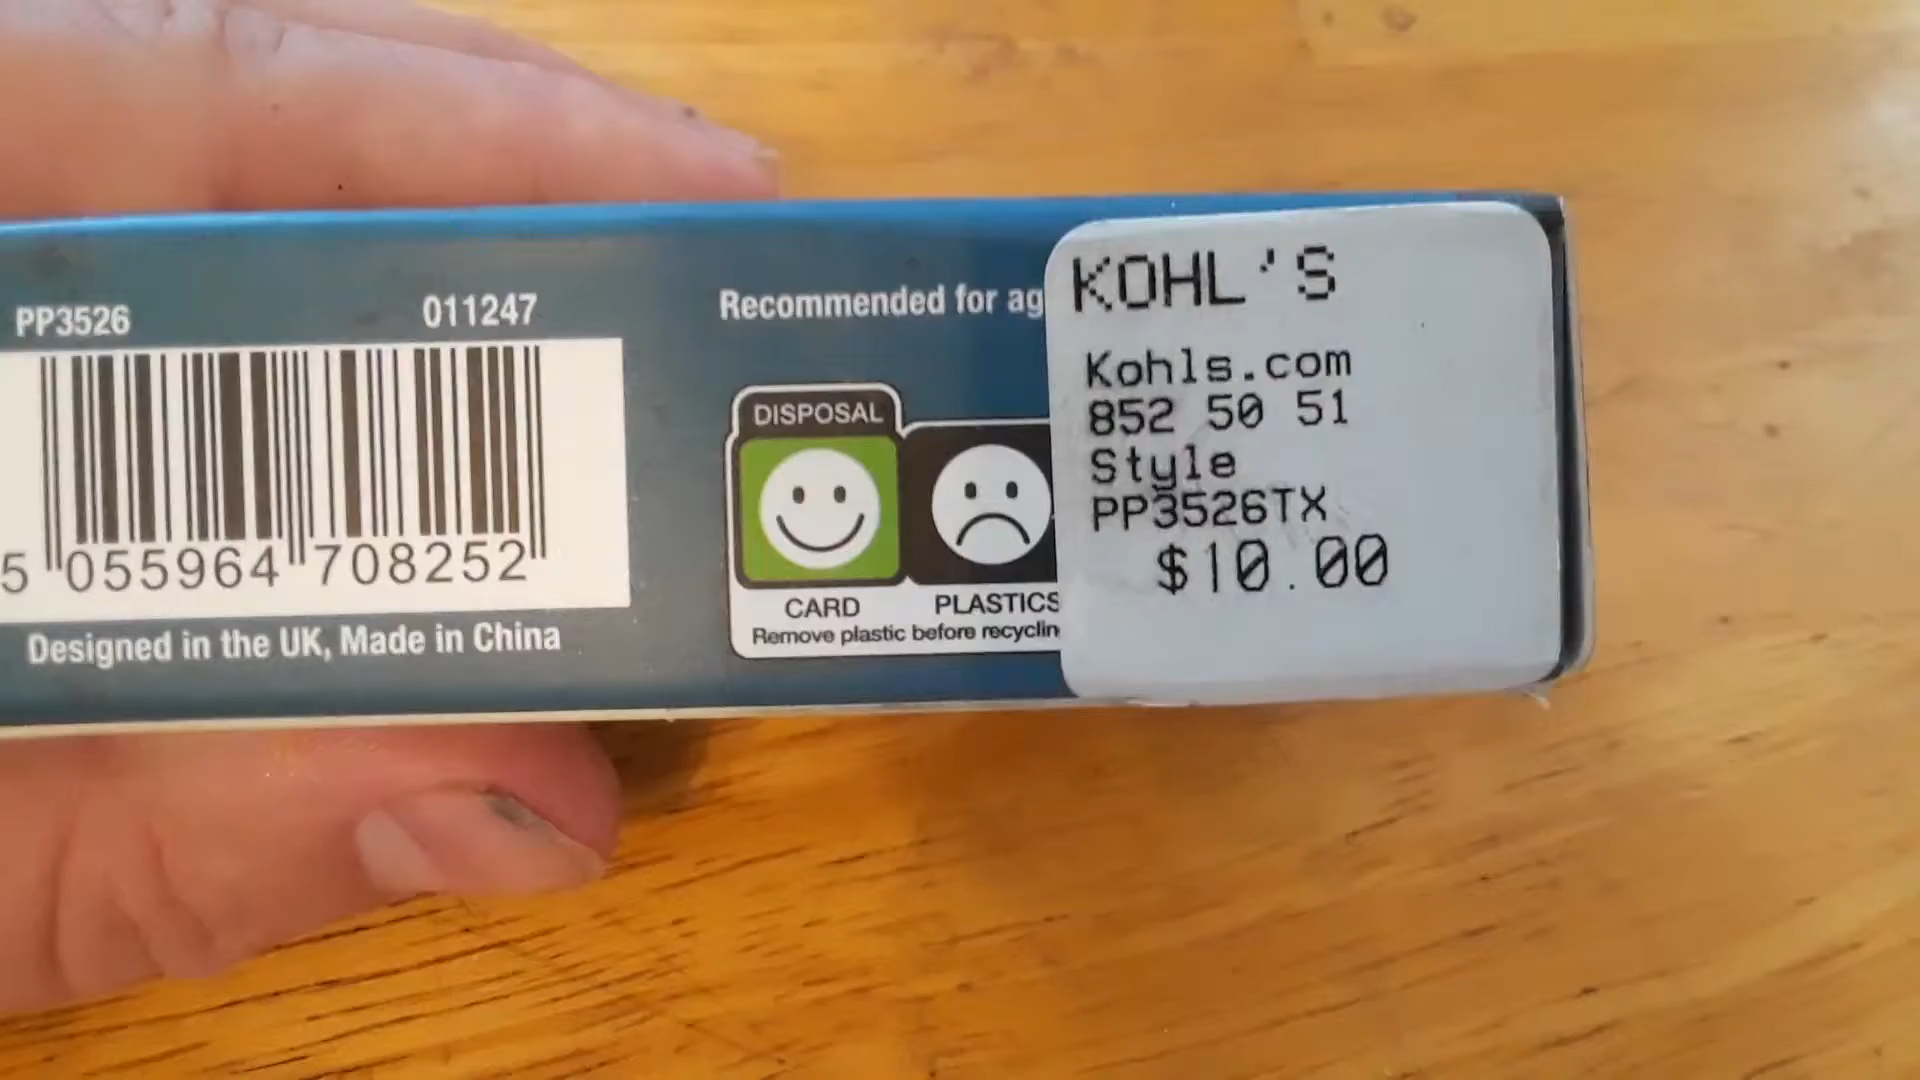 PP3526 011247
5 055964 708252
Designed in the UK, Made in China
Recommended for ag
DISPOSAL
CARD PLASTICS
Remove plastic before recyclin
KOHL'S
Kohls.com
852 50 51
Style
PP3526TX
$10.00